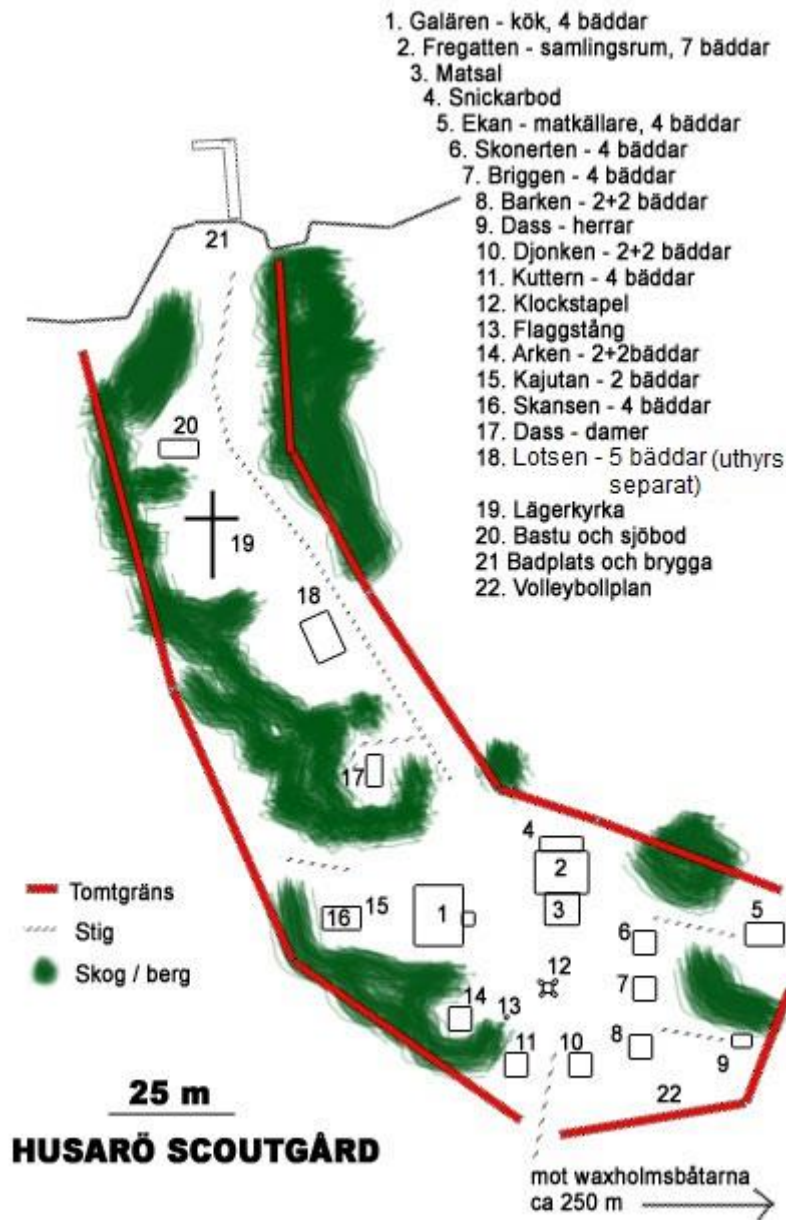 1. Galären - kök, 4 bäddar
2. Fregatten - samlingsrum, 7 bäddar
3. Matsal
4. Snickarbod
5. Ekan - matkällare, 4 bäddar
6. Skonerten - 4 bäddar
7. Briggen - 4 bäddar
8. Barken - 2+2 bäddar
9. Dass - herrar
10. Djonken - 2+2 bäddar
11. Kuttern - 4 bäddar
12. Klockstapel
13. Flaggstång
14. Arken - 2+2bäddar
15. Kajutan - 2 bäddar
16. Skansen - 4 bäddar
17. Dass - damer
18. Lotsen - 5 bäddar (uthyrs
separat)
19. Lägerkyrka
20. Bastu och sjöbod
21 Badplats och brygga
22. Volleybollplan
21
20
19
18
17
4
2
3
1
15
16
5
6
7
12
13
14
8
9
10
11
22
Tomtgräns
Stig
Skog / berg
25 m
HUSARÖ SCOUTGÅRD
mot waxholmsbåtarna
ca 250 m